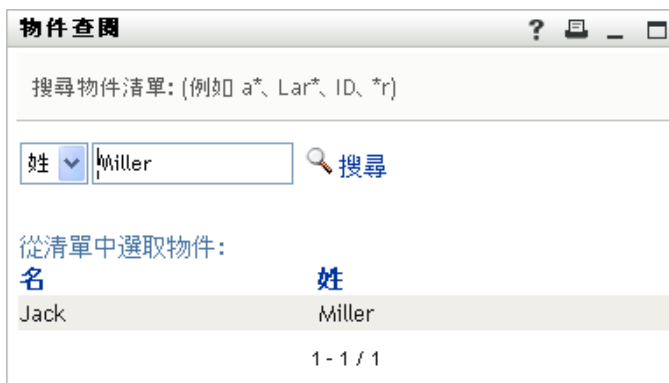 物件查閱
?
搜尋物件清單: (例如 a*、Lar*、ID、*r)
姓 Miller 搜尋
從清單中選取物件:
名 姓
Jack Miller
1 - 1 / 1